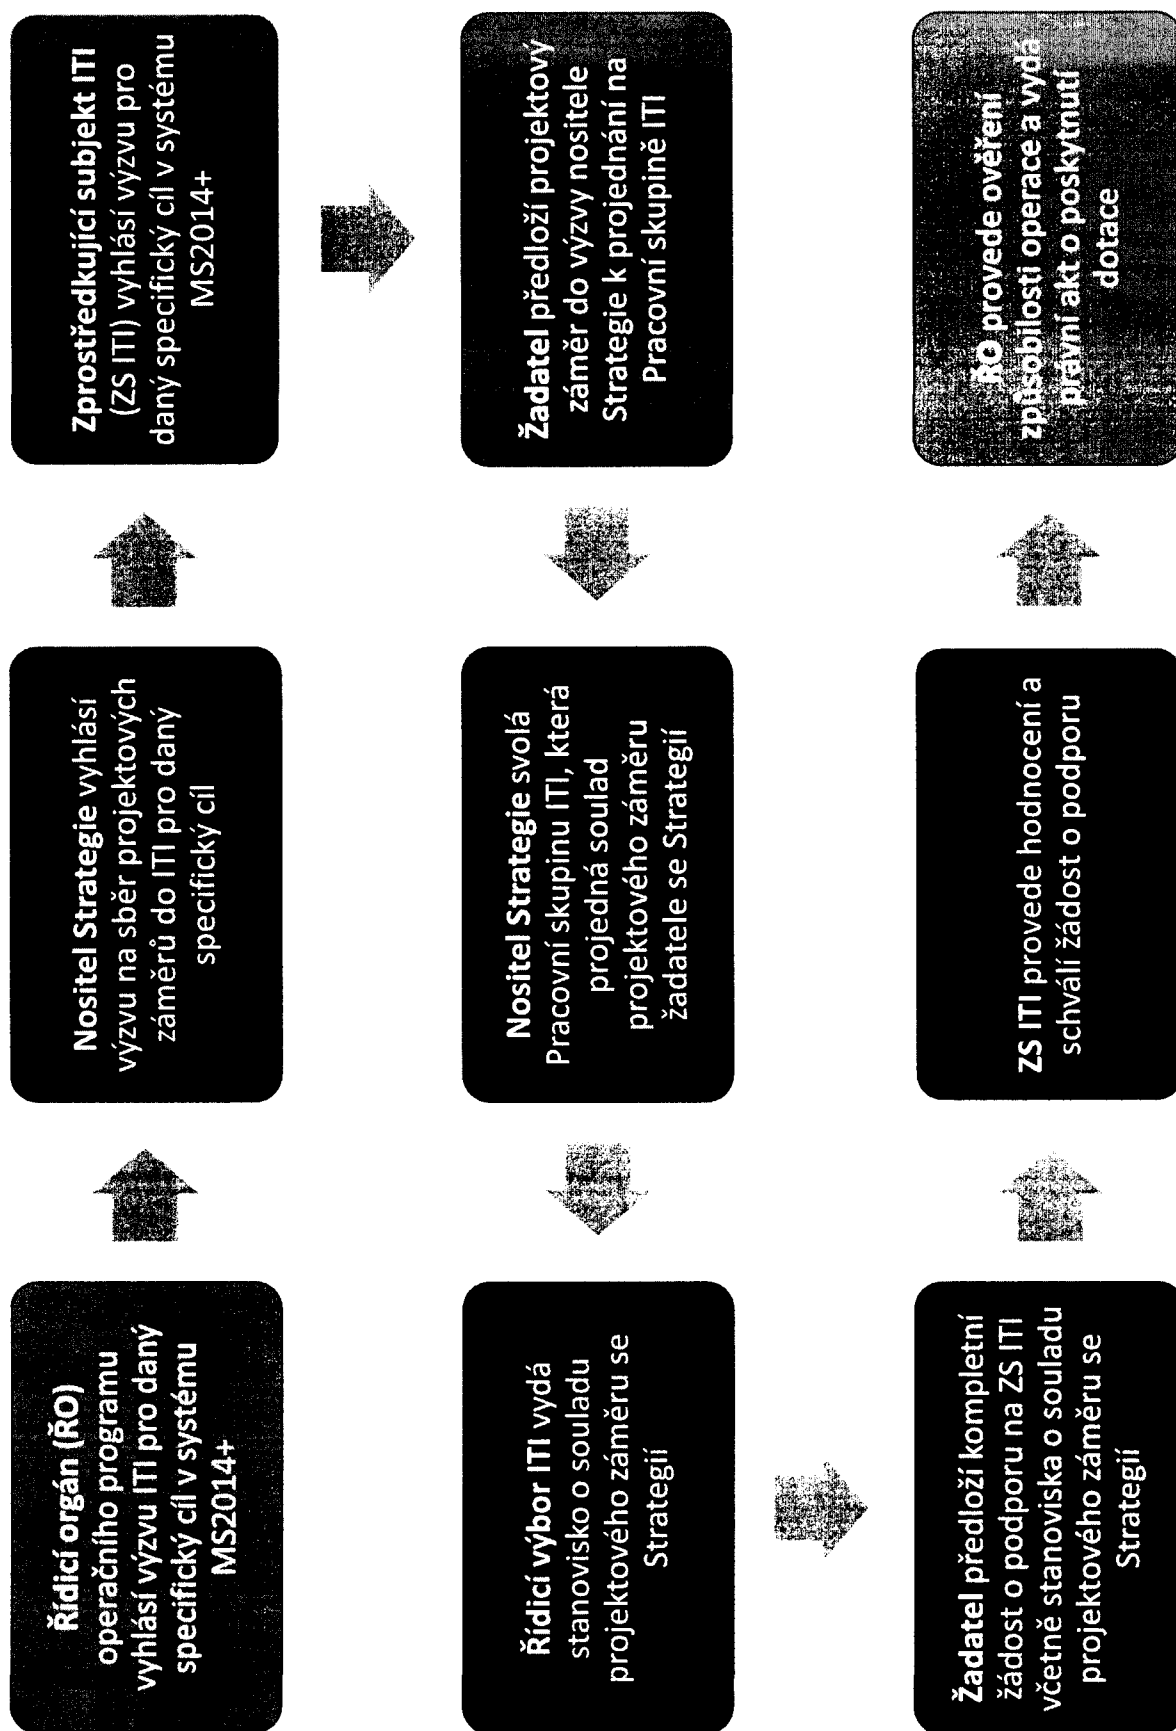 Řídicí orgán (ŘO)
operačního programu
vyhlásí výzvu ITI pro daný
specifický cíl v systému
MS2014+
Nositel Strategie vyhlásí
výzvu na sběr projektových
záměrů do ITI pro daný
specifický cíl
Zprostředkující subjekt ITI
(ZS ITI) vyhlásí výzvu pro
daný specifický cíl v systému
MS2014+
Žadatel předloží projektový
záměr do výzvy nositele
Strategie k projednání na
Pracovní skupině ITI
Nositel Strategie svolá
Pracovní skupinu ITI, která
projedná soulad
projektového záměru
žadatele se Strategií
Řídicí výbor ITI vydá
stanovisko o souladu
projektového záměru se
Strategií
Žadatel předloží kompletní
žádost o podporu na ZS ITI
včetně stanoviska o souladu
projektového záměru se
Strategií
ZS ITI provede hodnocení a
schválí žádost o podporu
ŘO provede ověření
způsobilosti operace a vydá
právní akt o poskytnutí
dotace